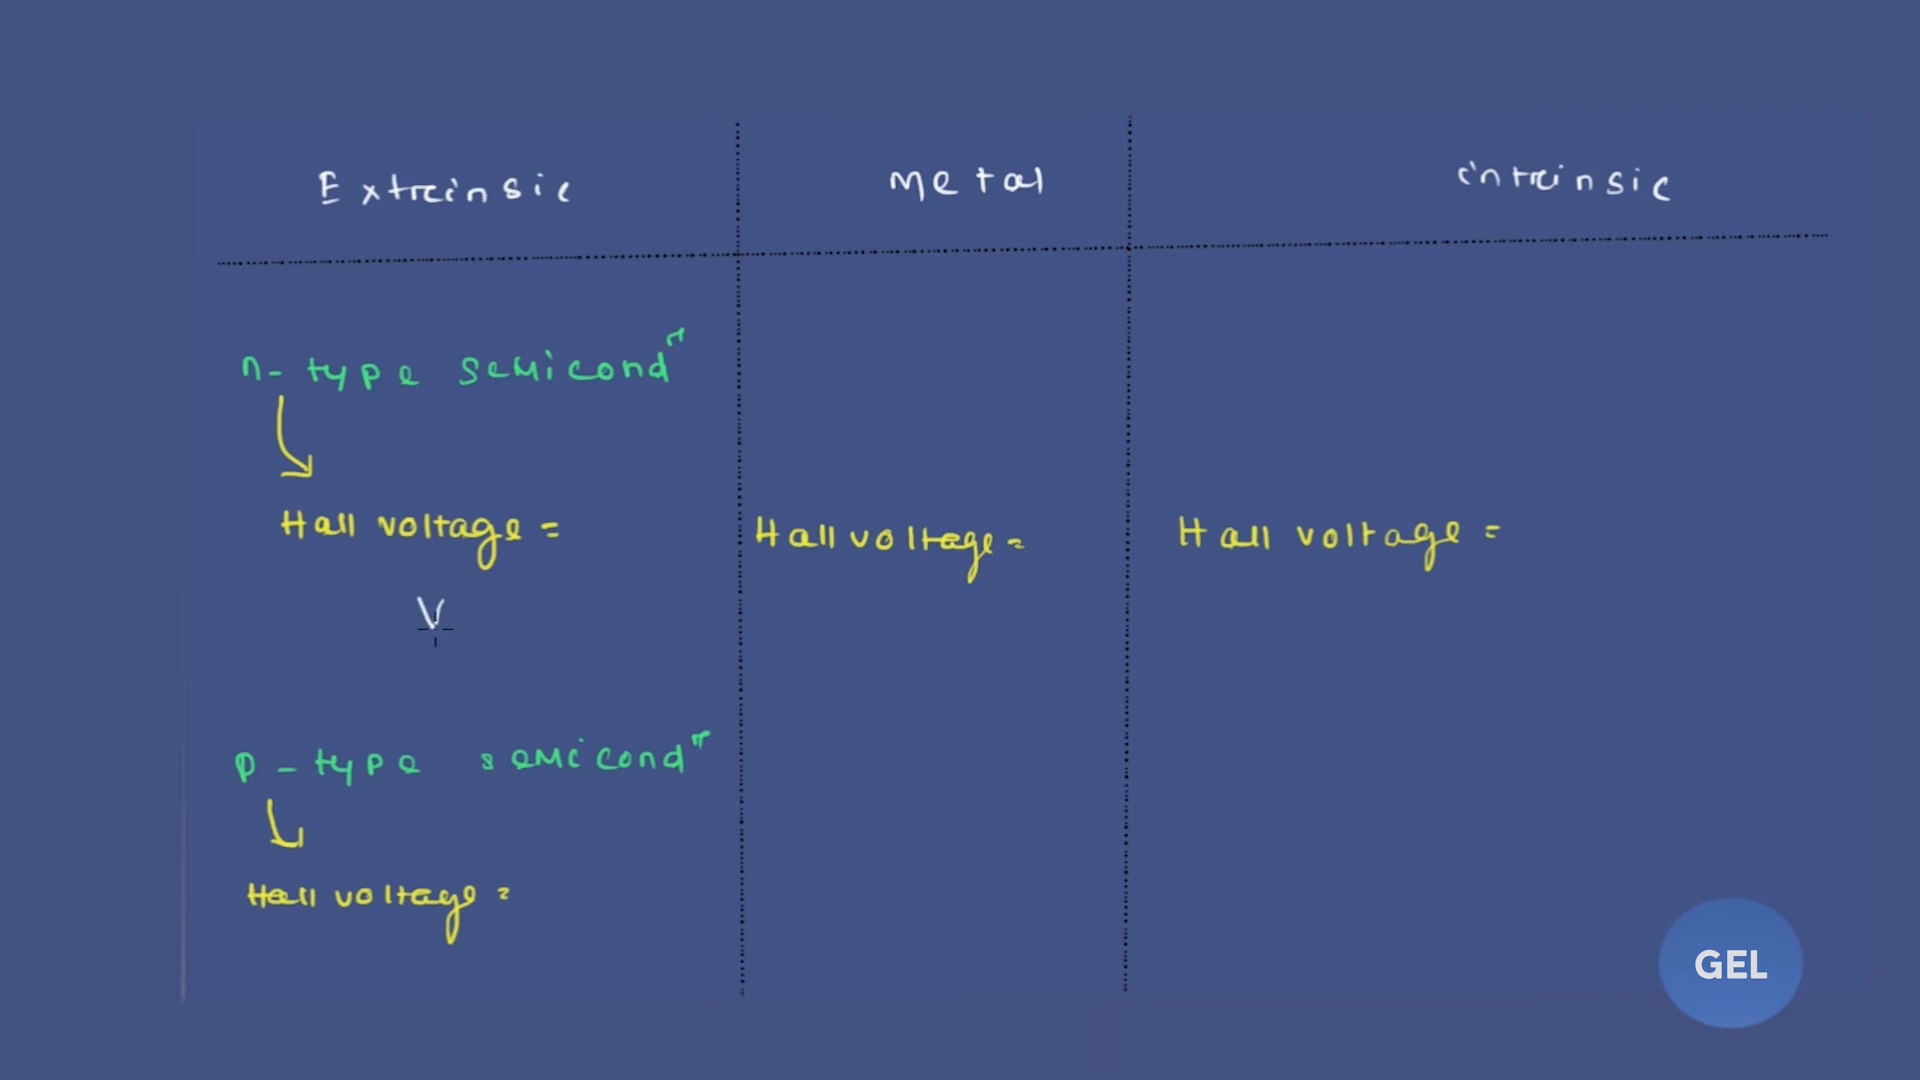 Extrinsic
Metal
intrinsic
n- type semicondʳ
Hall voltage =
Hall voltage =
Hall voltage =
V
p - type semicondʳ
Hall voltage =
GEL